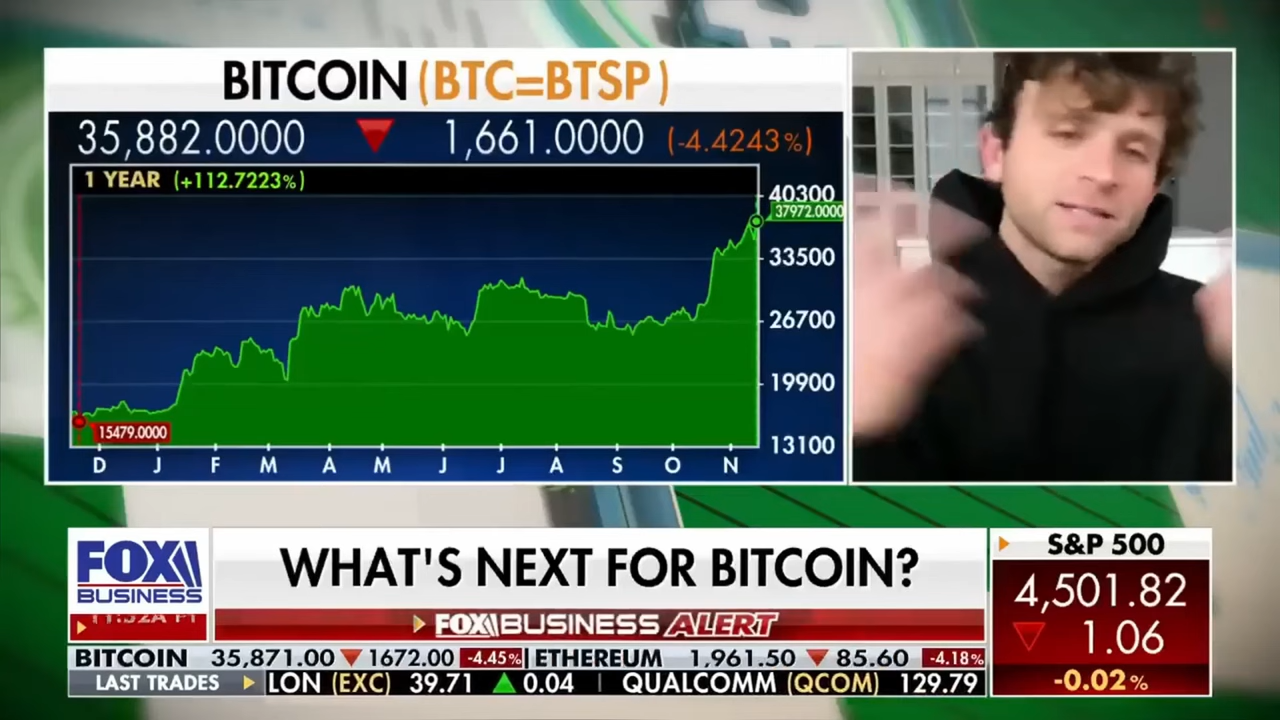 BITCOIN (BTC=BTSP)
35,882.0000 ▼ 1,661.0000 (-4.4243%)
1 YEAR (+112.7223%)
40300
37972.0000
33500
26700
19900
15479.0000
13100
D J F M A M J J A S O N
FOX BUSINESS
WHAT'S NEXT FOR BITCOIN?
FOX BUSINESS ALERT
S&P 500
4,501.82
▼ 1.06
-0.02%
BITCOIN 35,871.00 ▼ 1672.00 -4.45% ETHEREUM 1,961.50 ▼ 85.60 -4.18%
LAST TRADES LON (EXC) 39.71 ▲ 0.04 | QUALCOMM (QCOM) 129.79